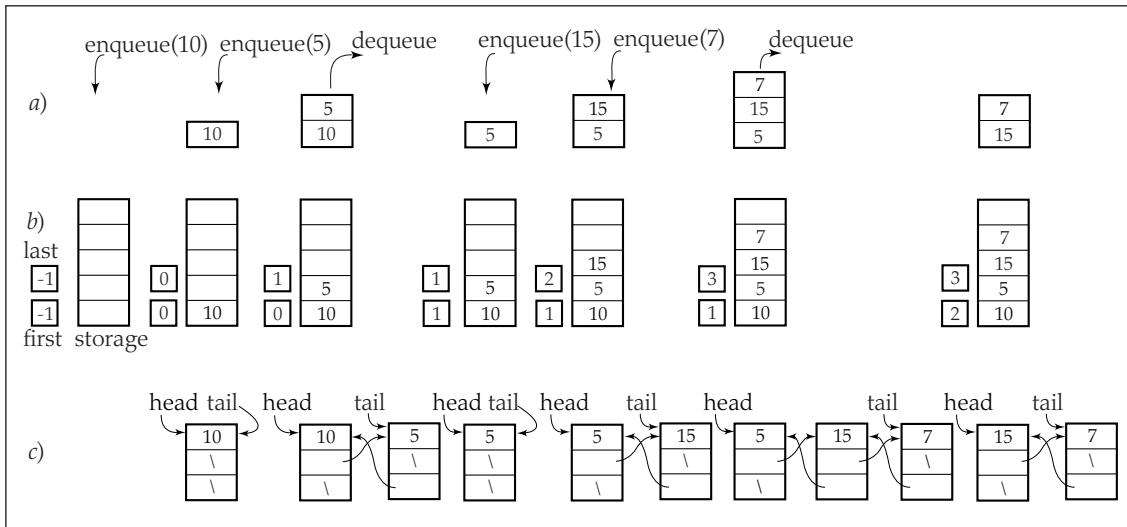 enqueue(10) enqueue(5) dequeue enqueue(15) enqueue(7) dequeue
a)
7
5 15 15 7
10 10 5 5 5 15
b)
last
7 7
15 15 15
-1 0 1 5 1 5 2 5 3 5 3 5
-1 0 10 0 10 1 10 1 10 1 10 2 10
first storage
head tail head tail head tail head tail head tail head tail
c)
10 10 5 5 5 15 5 15 7 15 7
\ \ \ \ \ \
\ \ \ \ \ \